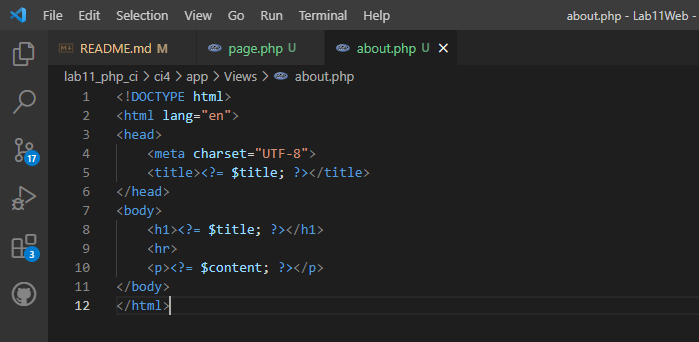 File Edit Selection View Go Run Terminal Help about.php - Lab11Web -
README.md M page.php U about.php U
lab11_php_ci > ci4 > app > Views > about.php
1 <!DOCTYPE html>
2 <html lang="en">
3 <head>
4     <meta charset="UTF-8">
5     <title><?= $title; ?></title>
6 </head>
7 <body>
8     <h1><?= $title; ?></h1>
9     <hr>
10     <p><?= $content; ?></p>
11 </body>
12 </html>
17
3